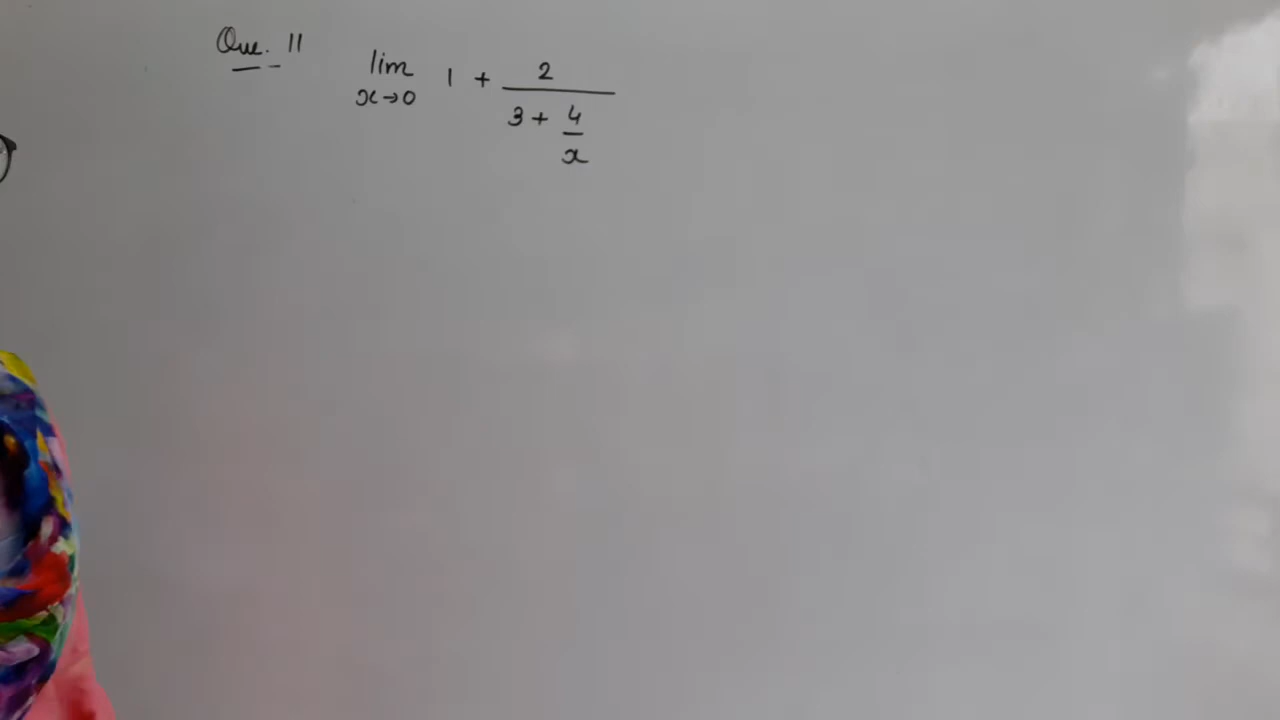 Que. 11
lim x→0 1 + 2/(3 + 4/x)